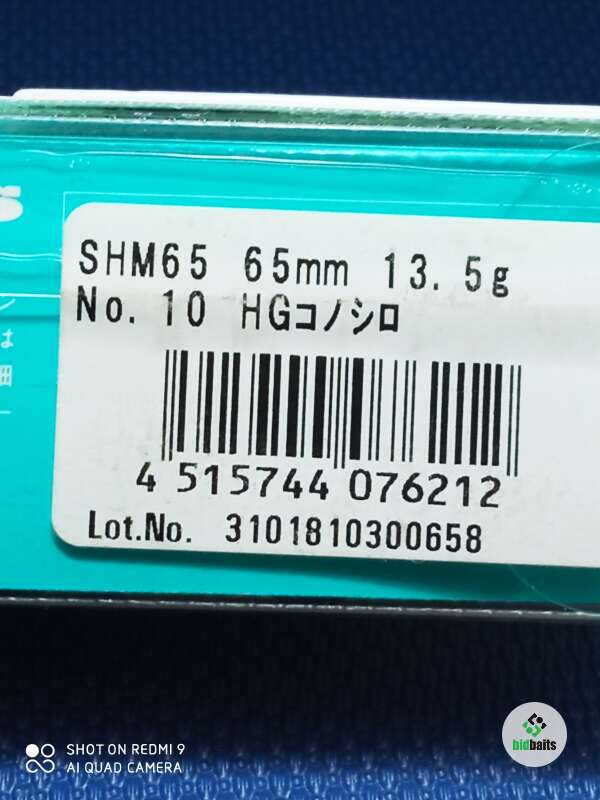 SHM65 65mm 13.5g
No.10 HGコノシロ
4 515744 076212
Lot.No. 3101810300658
SHOT ON REDMI 9
AI QUAD CAMERA
bidbaits